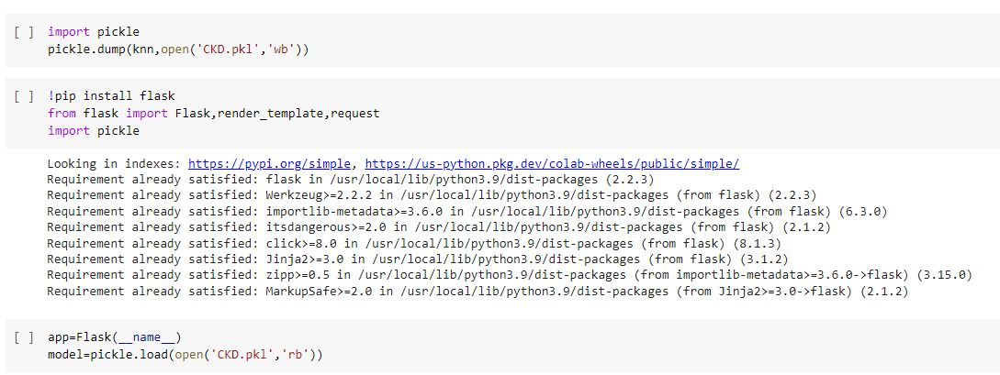 [ ] import pickle
pickle.dump(knn,open('CKD.pkl','wb'))
[ ] !pip install flask
from flask import Flask,render_template,request
import pickle
Looking in indexes: https://pypi.org/simple, https://us-python.pkg.dev/colab-wheels/public/simple/
Requirement already satisfied: flask in /usr/local/lib/python3.9/dist-packages (2.2.3)
Requirement already satisfied: Werkzeug>=2.2.2 in /usr/local/lib/python3.9/dist-packages (from flask) (2.2.3)
Requirement already satisfied: importlib-metadata>=3.6.0 in /usr/local/lib/python3.9/dist-packages (from flask) (6.3.0)
Requirement already satisfied: itsdangerous>=2.0 in /usr/local/lib/python3.9/dist-packages (from flask) (2.1.2)
Requirement already satisfied: click>=8.0 in /usr/local/lib/python3.9/dist-packages (from flask) (8.1.3)
Requirement already satisfied: Jinja2>=3.0 in /usr/local/lib/python3.9/dist-packages (from flask) (3.1.2)
Requirement already satisfied: zipp>=0.5 in /usr/local/lib/python3.9/dist-packages (from importlib-metadata>=3.6.0->flask) (3.15.0)
Requirement already satisfied: MarkupSafe>=2.0 in /usr/local/lib/python3.9/dist-packages (from Jinja2>=3.0->flask) (2.1.2)
[ ] app=Flask(__name__)
model=pickle.load(open('CKD.pkl','rb'))